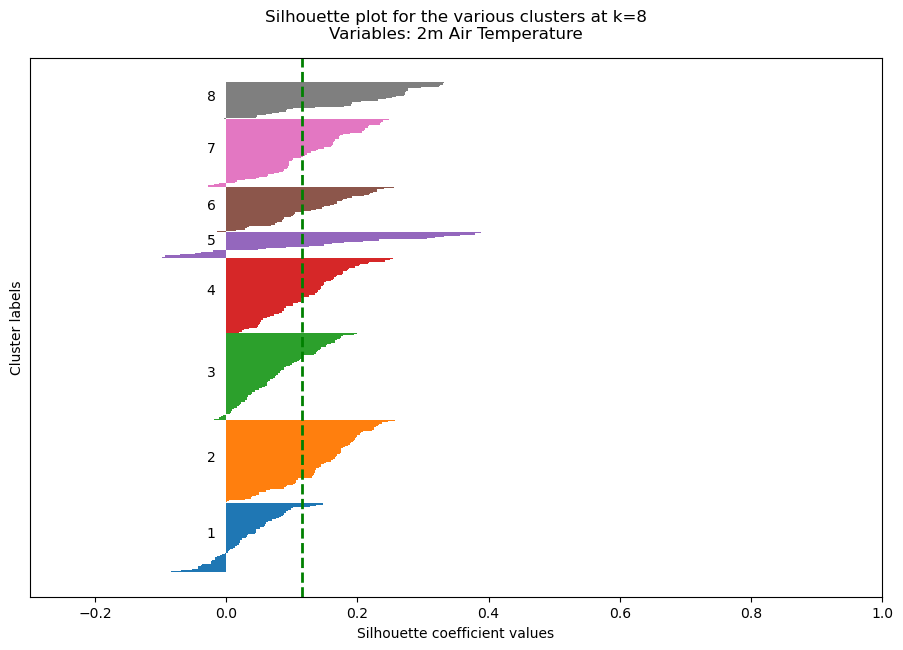 Silhouette plot for the various clusters at k=8
Variables: 2m Air Temperature
Cluster labels
8
7
6
5
4
3
2
1
−0.2 0.0 0.2 0.4 0.6 0.8 1.0
Silhouette coefficient values